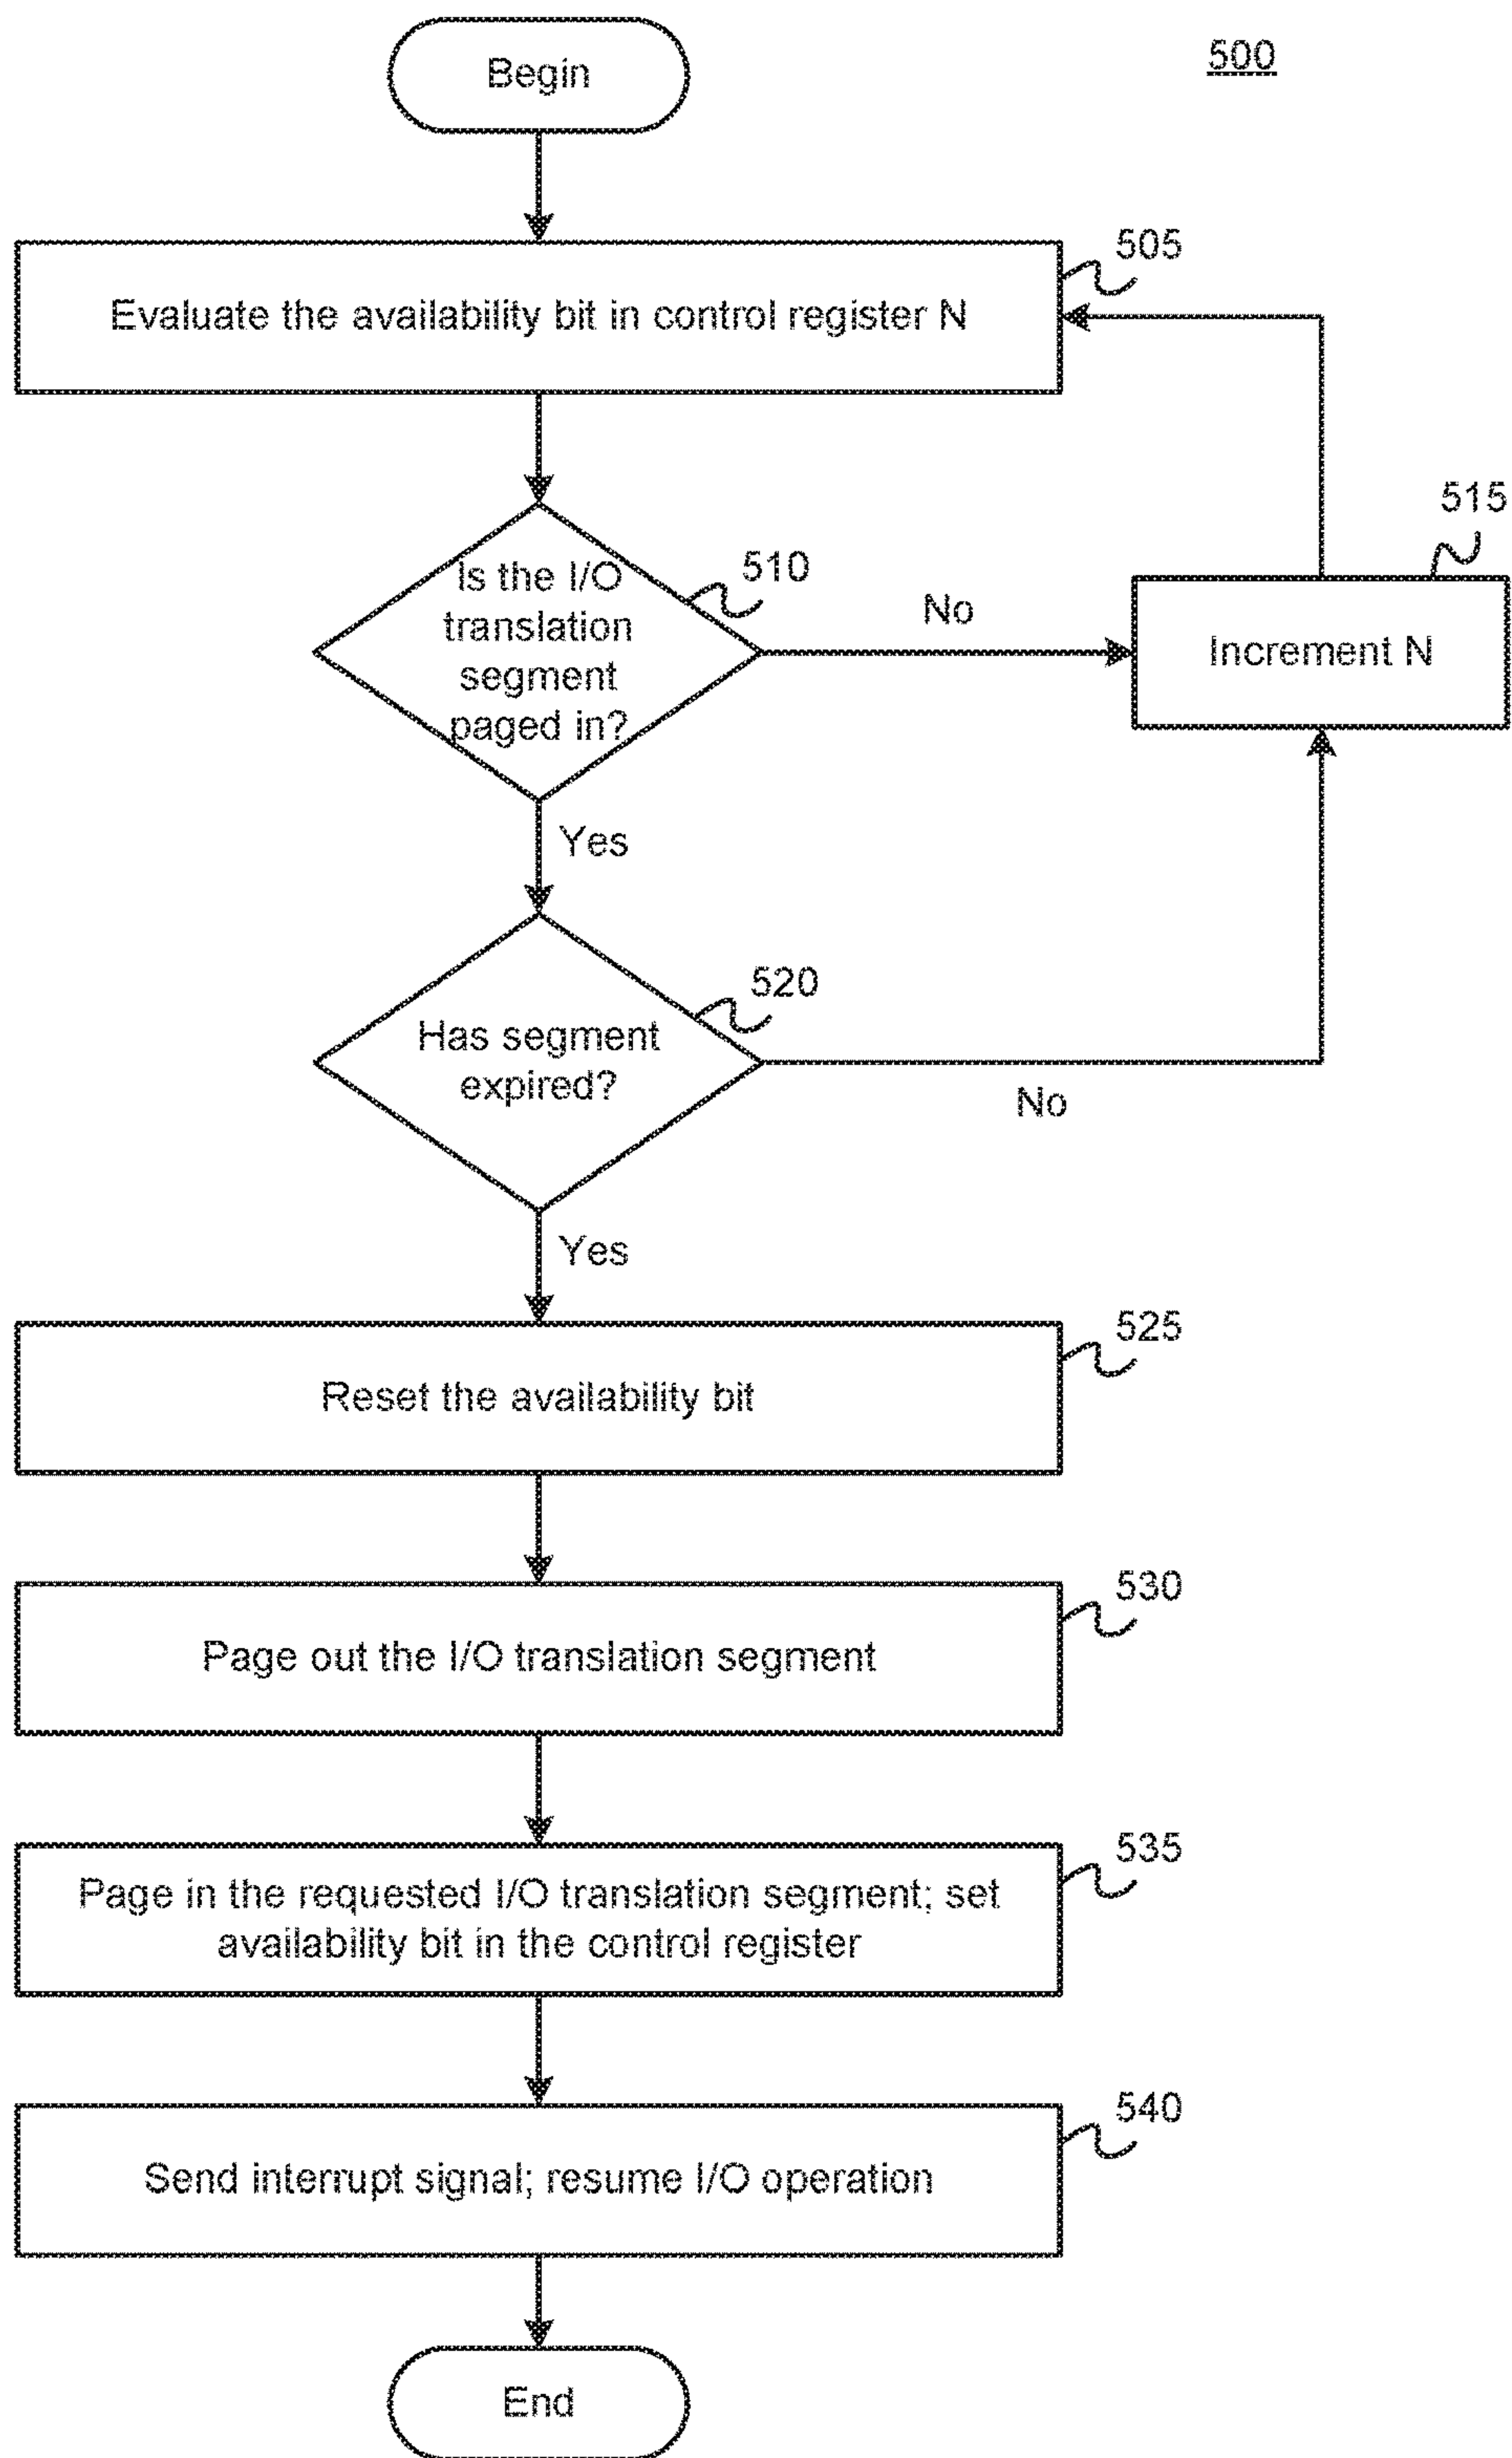 500
Begin
505
Evaluate the availability bit in control register N
515
510
Is the I/O
translation
segment
paged in?
No
Increment N
Yes
520
Has segment
expired?
No
Yes
525
Reset the availability bit
530
Page out the I/O translation segment
535
Page in the requested I/O translation segment; set
availability bit in the control register
540
Send interrupt signal; resume I/O operation
End